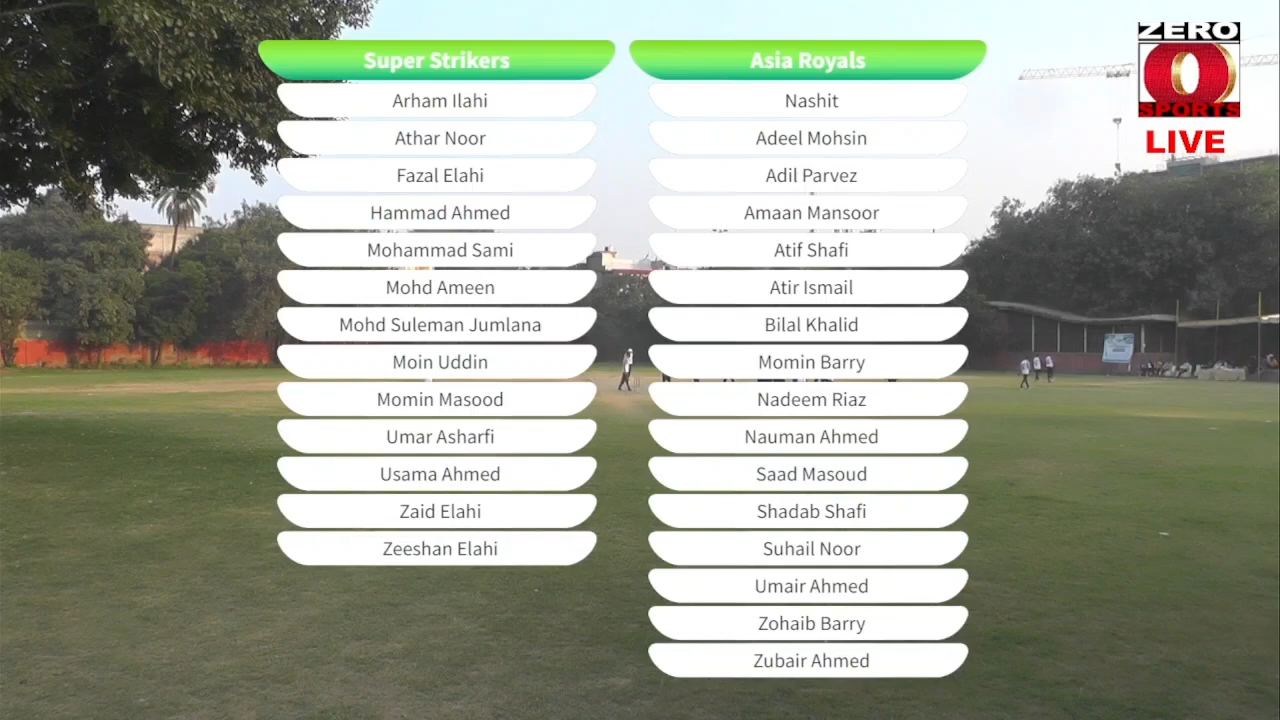 Super Strikers
Arham Ilahi
Athar Noor
Fazal Elahi
Hammad Ahmed
Mohammad Sami
Mohd Ameen
Mohd Suleman Jumlana
Moin Uddin
Momin Masood
Umar Asharfi
Usama Ahmed
Zaid Elahi
Zeeshan Elahi
Asia Royals
Nashit
Adeel Mohsin
Adil Parvez
Amaan Mansoor
Atif Shafi
Atir Ismail
Bilal Khalid
Momin Barry
Nadeem Riaz
Nauman Ahmed
Saad Masoud
Shadab Shafi
Suhail Noor
Umair Ahmed
Zohaib Barry
Zubair Ahmed
ZERO
SPORTS
LIVE